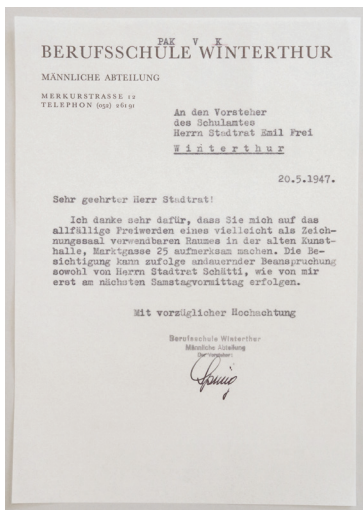 PAK V K
BERUFSSCHULE WINTERTHUR
MÄNNLICHE ABTEILUNG
MERKURSTRASSE 12
TELEPHON (052) 26191
An den Vorsteher
des Schulamtes
Herrn Stadtrat Emil Frei
Winterthur
20.5.1947.
Sehr geehrter Herr Stadtrat!
Ich danke sehr dafür, dass Sie mich auf das
allfällige Freiwerden eines vielleicht als Zeich-
nungssaal verwendbaren Raumes in der alten Kunst-
halle, Marktgasse 25 aufmerksam machen. Die Be-
sichtigung kann zufolge andauernder Beanspruchung
sowohl von Herrn Stadtrat Schätti, wie von mir
erst am nächsten Samstagvormittag erfolgen.
Mit vorzüglicher Hochachtung
Berufsschule Winterthur
Männliche Abteilung
Der Vorsteher: